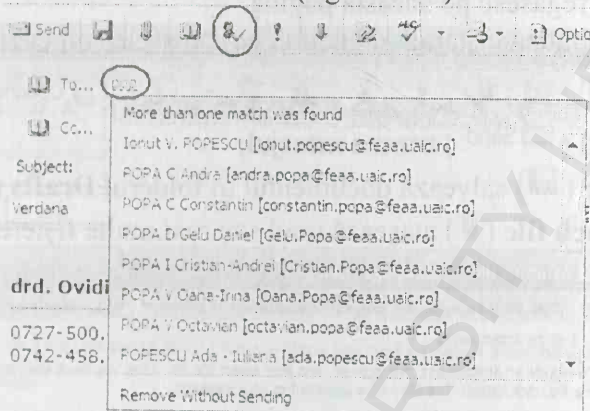 Send Optio
To... popa
More than one match was found
Cc... Ionut V. POPESCU [ionut.popescu@feaa.uaic.ro]
Subject: POPA C Andra [andra.popa@feaa.uaic.ro]
Verdana POPA C Constantin [constantin.popa@feaa.uaic.ro]
POPA D Gelu Daniel [Gelu.Popa@feaa.uaic.ro]
POPA I Cristian-Andrei [Cristian.Popa@feaa.uaic.ro]
drd. Ovidi POPA V Oana-Irina [Oana.Popa@feaa.uaic.ro]
0727-500. POPA V Octavian [octavian.popa@feaa.uaic.ro]
0742-458. POPESCU Ada - Iuliana [ada.popescu@feaa.uaic.ro]
Remove Without Sending